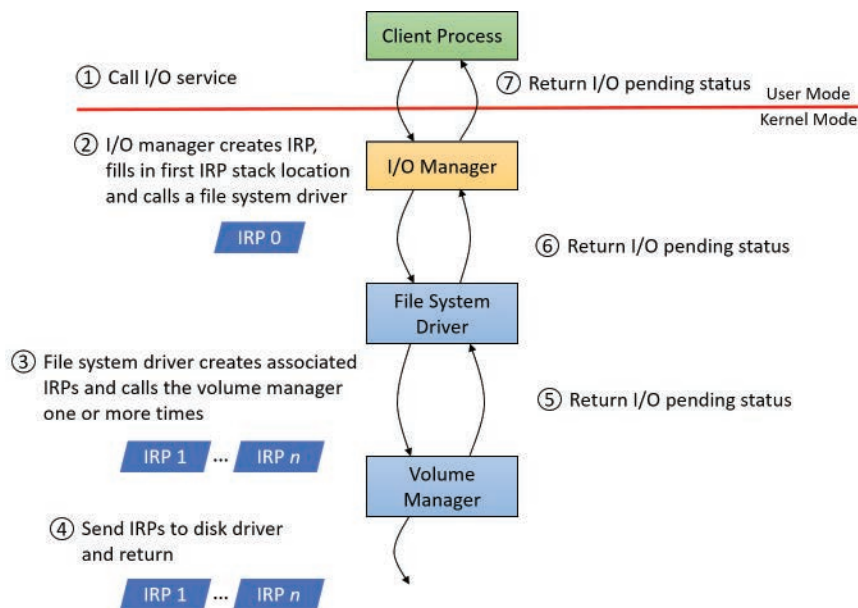 Client Process
① Call I/O service
⑦ Return I/O pending status
User Mode
Kernel Mode
② I/O manager creates IRP,
fills in first IRP stack location
and calls a file system driver
I/O Manager
IRP 0
⑥ Return I/O pending status
File System
Driver
③ File system driver creates associated
IRPs and calls the volume manager
one or more times
⑤ Return I/O pending status
IRP 1 ... IRP n
Volume
Manager
④ Send IRPs to disk driver
and return
IRP 1 ... IRP n